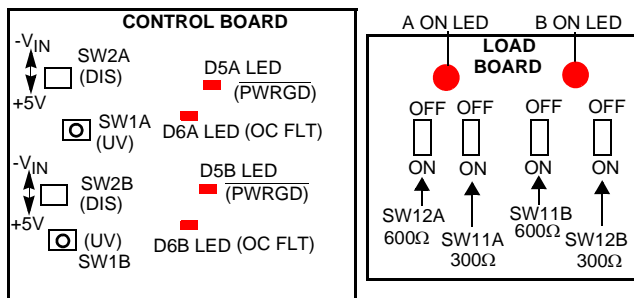 CONTROL BOARD
-VIN
+5V
SW2A
(DIS)
D5A LED
(PWRGD)
SW1A
(UV)
D6A LED (OC FLT)
-VIN
+5V
SW2B
(DIS)
D5B LED
(PWRGD)
(UV)
SW1B
D6B LED (OC FLT)
A ON LED
B ON LED
LOAD
BOARD
OFF
OFF
OFF
OFF
ON
ON
ON
ON
SW12A
600Ω
SW11A
300Ω
SW11B
600Ω
SW12B
300Ω